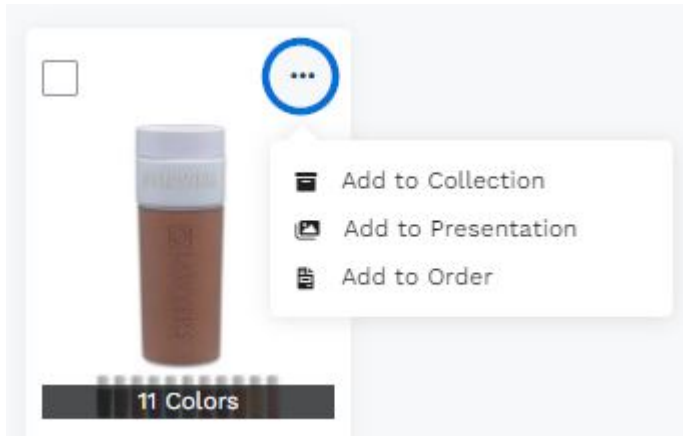 Add to Collection
Add to Presentation
Add to Order
11 Colors